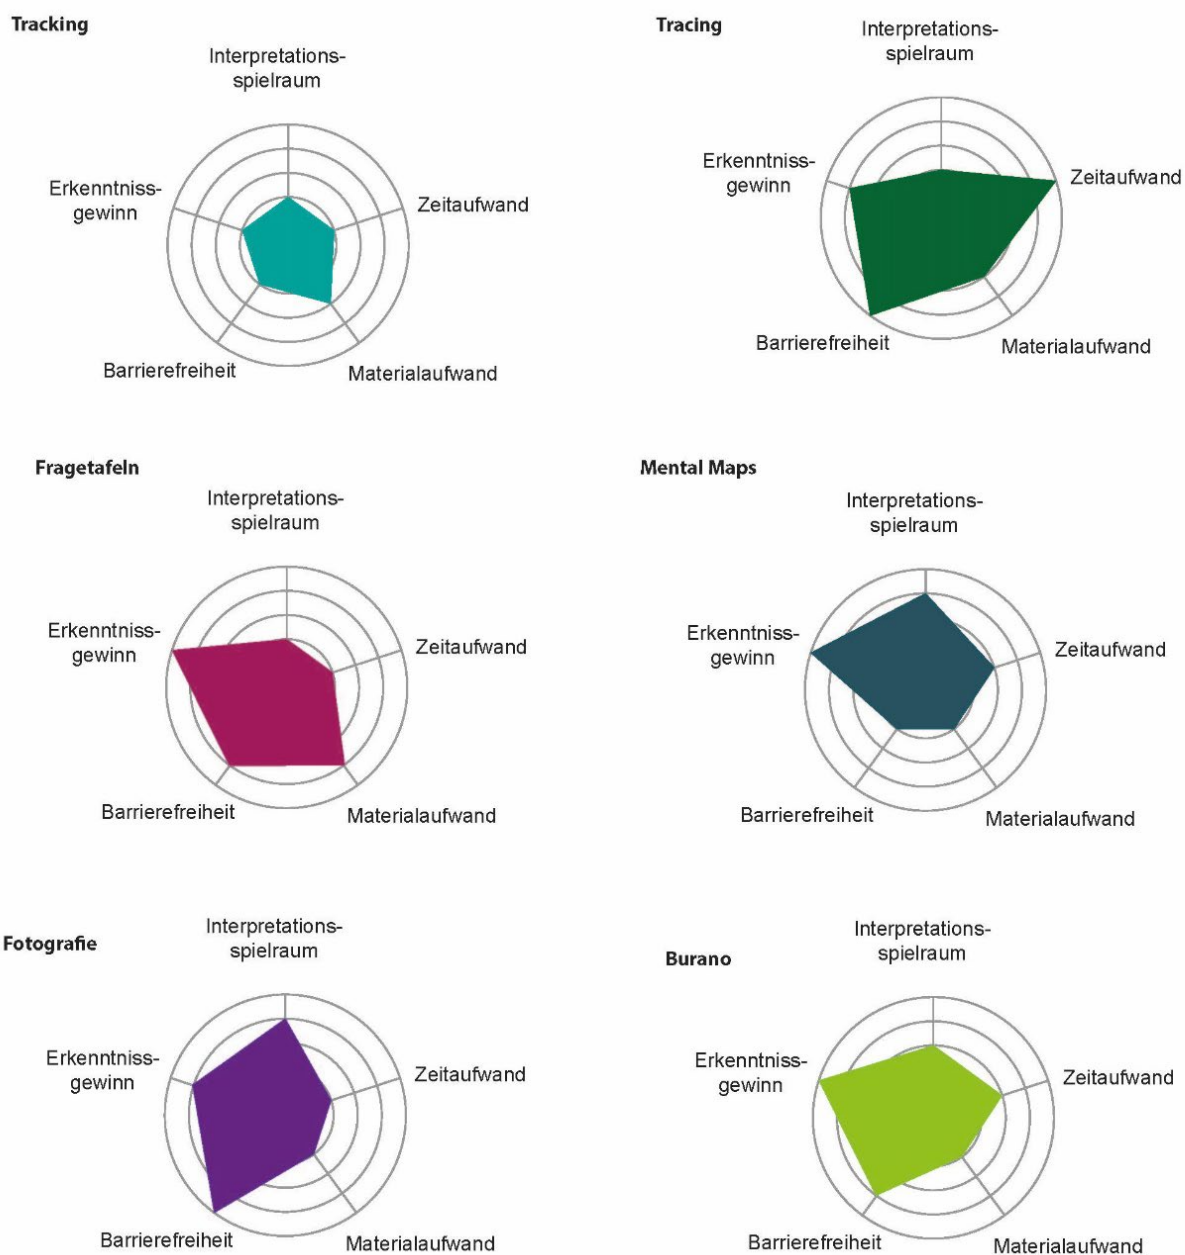 Tracking
Interpretations-
spielraum
Erkenntniss-
gewinn
Zeitaufwand
Barrierefreiheit
Materialaufwand
Tracing
Interpretations-
spielraum
Erkenntniss-
gewinn
Zeitaufwand
Barrierefreiheit
Materialaufwand
Fragetafeln
Interpretations-
spielraum
Erkenntniss-
gewinn
Zeitaufwand
Barrierefreiheit
Materialaufwand
Mental Maps
Interpretations-
spielraum
Erkenntniss-
gewinn
Zeitaufwand
Barrierefreiheit
Materialaufwand
Fotografie
Interpretations-
spielraum
Erkenntniss-
gewinn
Zeitaufwand
Barrierefreiheit
Materialaufwand
Burano
Interpretations-
spielraum
Erkenntniss-
gewinn
Zeitaufwand
Barrierefreiheit
Materialaufwand